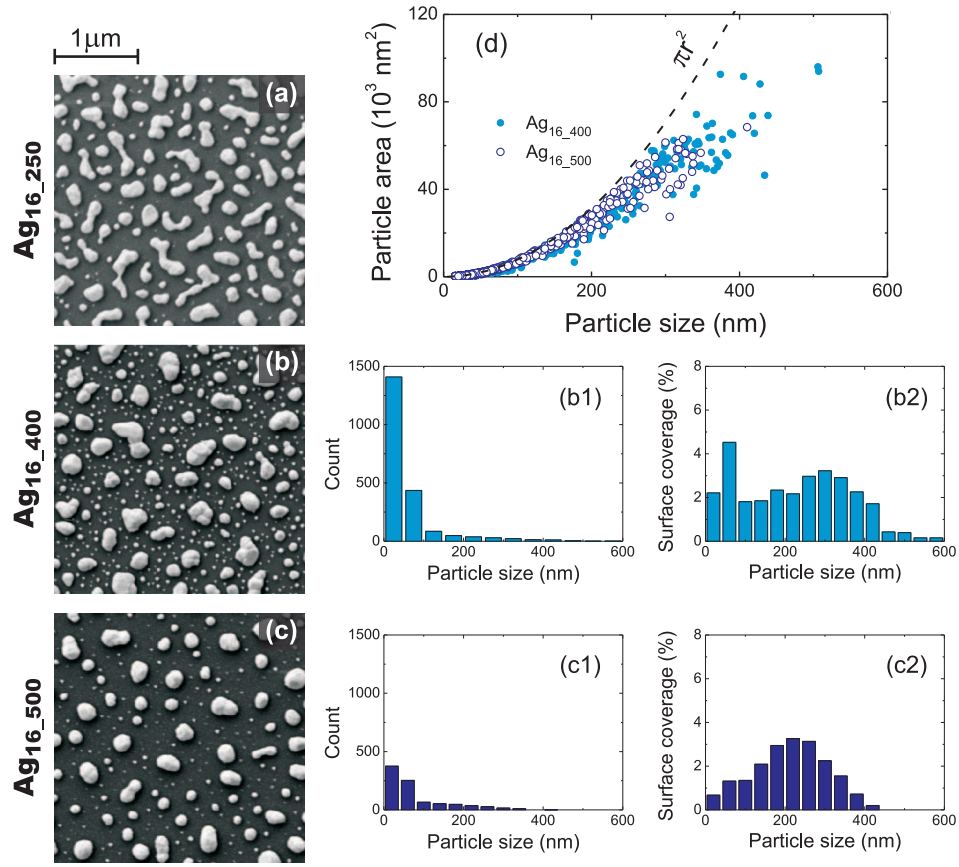 1μm
(a)
Ag16_250
(b)
Ag16_400
(c)
Ag16_500
(d)
πr²
Ag16_400
Ag16_500
Particle area (10³ nm²)
120
80
40
0
0 200 400 600
Particle size (nm)
(b1)
Count
1500
1000
500
0
0 200 400 600
Particle size (nm)
(b2)
Surface coverage (%)
8
6
4
2
0
0 200 400 600
Particle size (nm)
(c1)
Count
1500
1000
500
0
0 200 400 600
Particle size (nm)
(c2)
Surface coverage (%)
8
6
4
2
0
0 200 400 600
Particle size (nm)